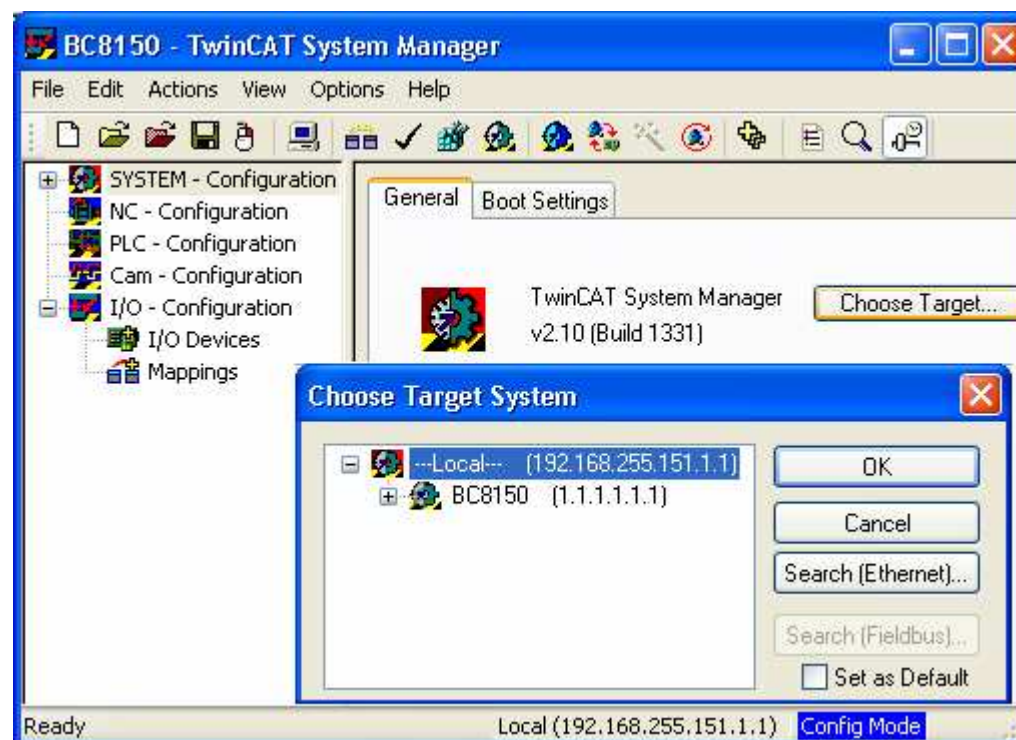 BC8150 - TwinCAT System Manager
File Edit Actions View Options Help
SYSTEM - Configuration
NC - Configuration
PLC - Configuration
Cam - Configuration
I/O - Configuration
I/O Devices
Mappings
General Boot Settings
TwinCAT System Manager
v2.10 (Build 1331)
Choose Target...
Choose Target System
---Local--- (192.168.255.151.1.1)
BC8150 (1.1.1.1.1.1)
OK
Cancel
Search (Ethernet)...
Search (Fieldbus)...
Set as Default
Ready Local (192.168.255.151.1.1) Config Mode